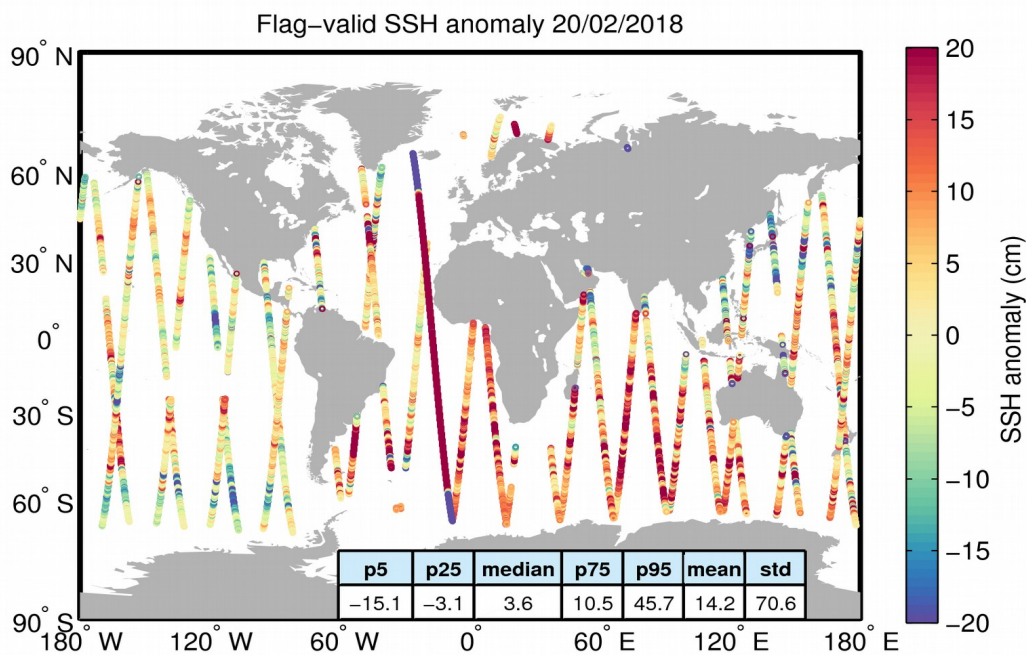 Flag−valid SSH anomaly 20/02/2018
90° N
60° N
30° N
0°
30° S
60° S
90° S
180° W
120° W
60° W
0°
60° E
120° E
180° E
p5 p25 median p75 p95 mean std
−15.1 −3.1 3.6 10.5 45.7 14.2 70.6
20
15
10
5
0
−5
−10
−15
−20
SSH anomaly (cm)